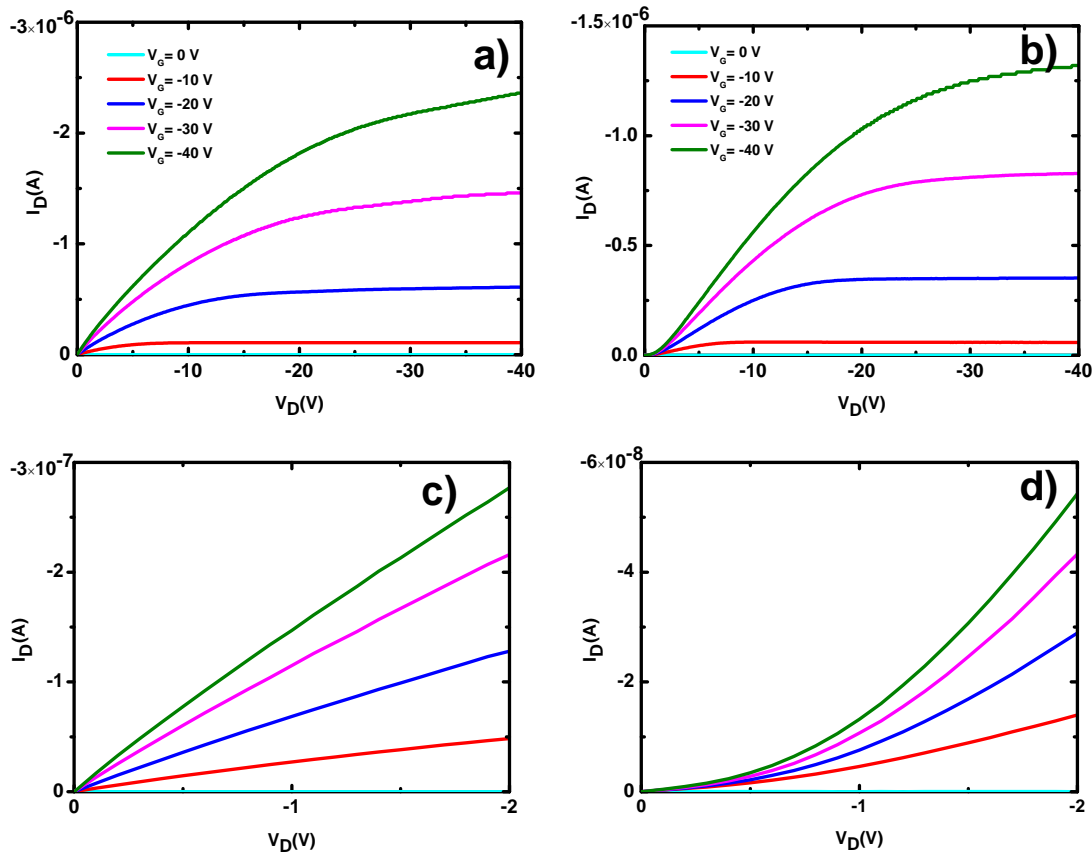 -3×10⁻⁶
a)
V_G= 0 V
V_G= -10 V
V_G= -20 V
V_G= -30 V
V_G= -40 V
-2
-1
0
I_D(A)
0 -10 -20 -30 -40
V_D(V)
-1.5×10⁻⁶
b)
V_G= 0 V
V_G= -10 V
V_G= -20 V
V_G= -30 V
V_G= -40 V
-1.0
-0.5
0.0
I_D(A)
0 -10 -20 -30 -40
V_D(V)
-3×10⁻⁷
c)
-2
-1
0
I_D(A)
0 -1 -2
V_D(V)
-6×10⁻⁸
d)
-4
-2
0
I_D(A)
0 -1 -2
V_D(V)